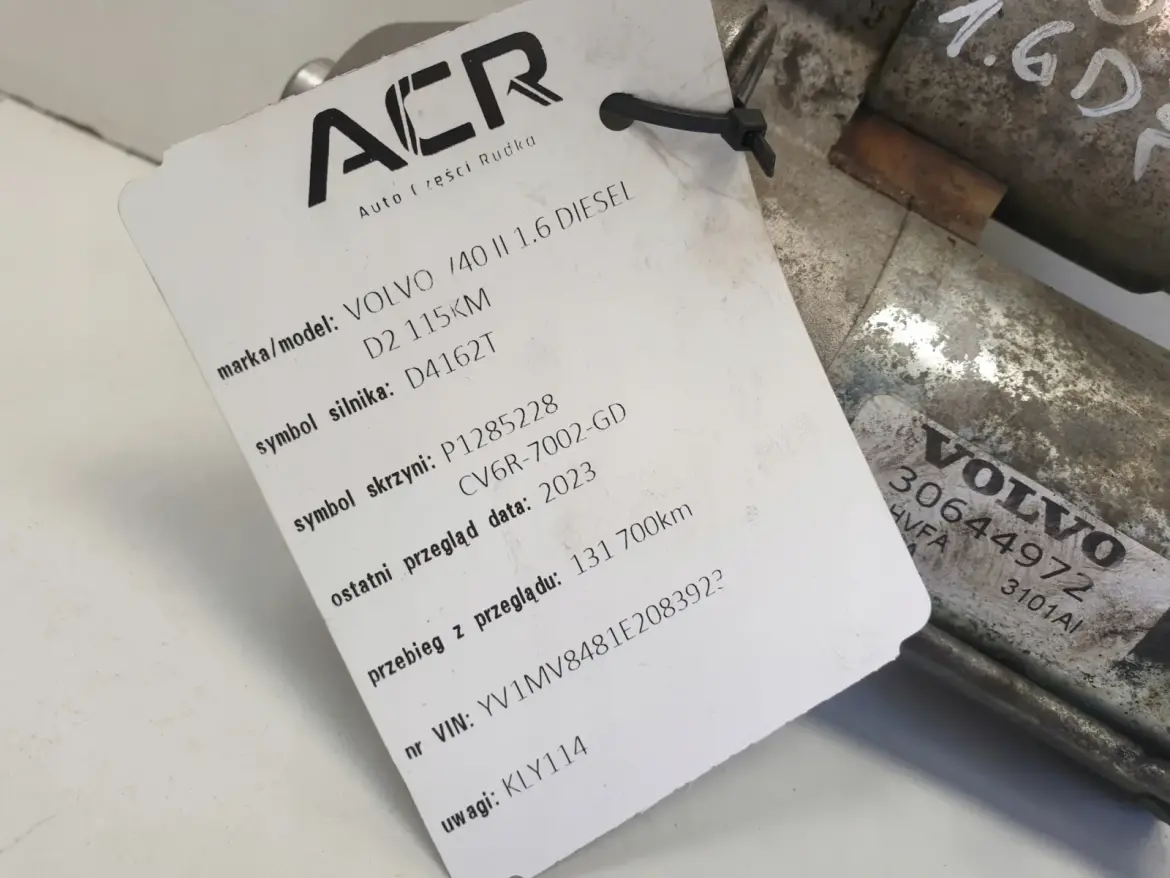 ACR
Auto Części Rudka
marka/model: VOLVO V40 II 1.6 DIESEL
D2 115KM
symbol silnika: D4162T
symbol skrzyni: P1285228
CV6R-7002-GD
ostatni przegląd data: 2023
przebieg z przeglądu: 131 700km
nr VIN: YV1MV8481E2083923
uwagi: KLY114
1.6D2
VOLVO
30644972
HVFA
3101AI